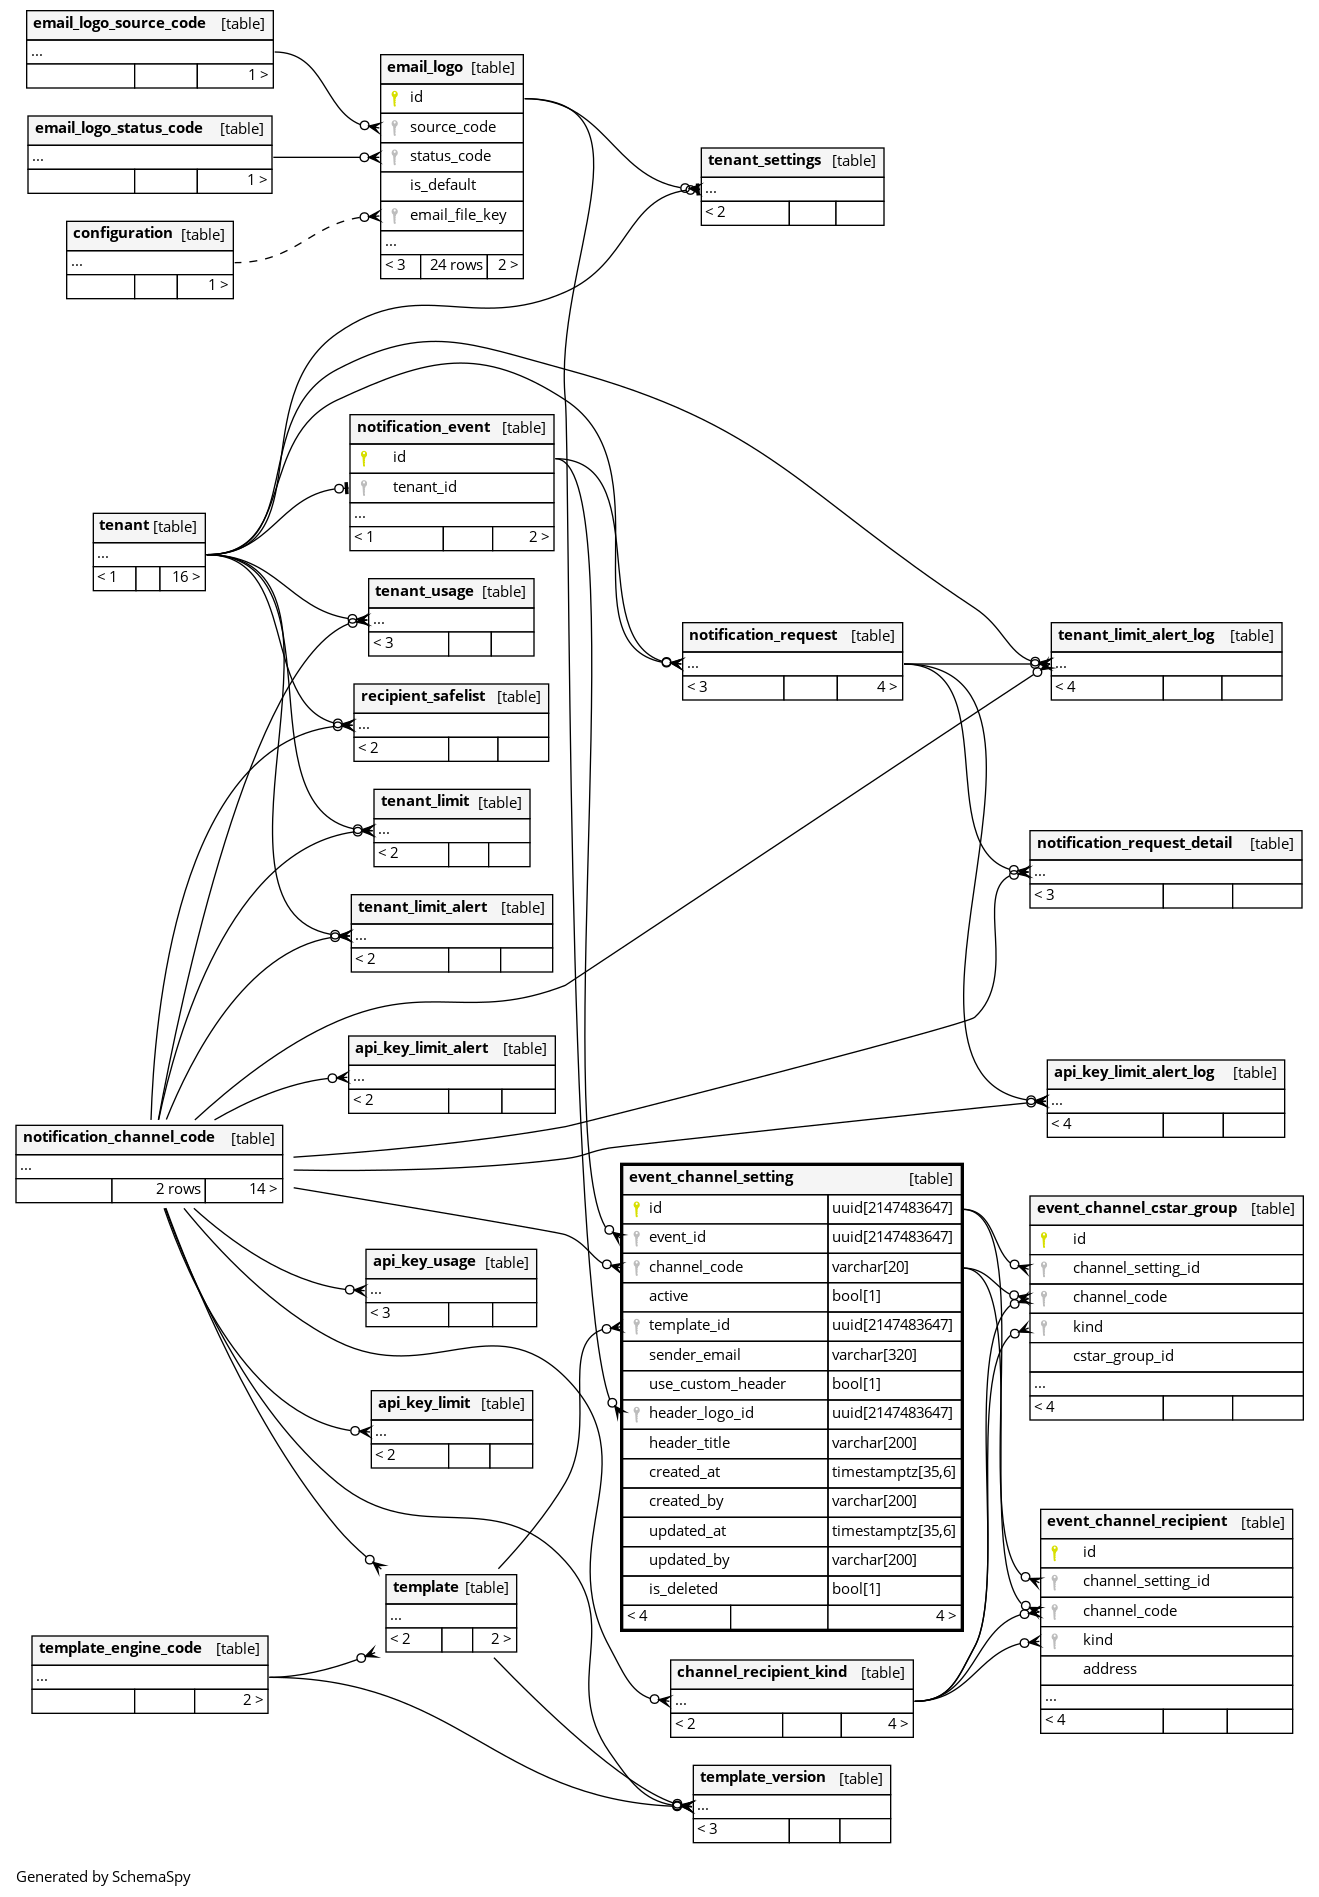 email_logo_source_code [table]
...
1 >
email_logo_status_code [table]
...
1 >
configuration [table]
...
1 >
email_logo [table]
id
source_code
status_code
is_default
email_file_key
...
< 3 24 rows 2 >
tenant_settings [table]
...
< 2
notification_event [table]
id
tenant_id
...
< 1 2 >
tenant [table]
...
< 1 16 >
tenant_usage [table]
...
< 3
recipient_safelist [table]
...
< 2
tenant_limit [table]
...
< 2
tenant_limit_alert [table]
...
< 2
notification_request [table]
...
< 3 4 >
tenant_limit_alert_log [table]
...
< 4
notification_request_detail [table]
...
< 3
api_key_limit_alert [table]
...
< 2
api_key_limit_alert_log [table]
...
< 4
notification_channel_code [table]
...
2 rows 14 >
event_channel_setting [table]
id uuid[2147483647]
event_id uuid[2147483647]
channel_code varchar[20]
active bool[1]
template_id uuid[2147483647]
sender_email varchar[320]
use_custom_header bool[1]
header_logo_id uuid[2147483647]
header_title varchar[200]
created_at timestamptz[35,6]
created_by varchar[200]
updated_at timestamptz[35,6]
updated_by varchar[200]
is_deleted bool[1]
< 4 4 >
event_channel_cstar_group [table]
id
channel_setting_id
channel_code
kind
cstar_group_id
...
< 4
api_key_usage [table]
...
< 3
api_key_limit [table]
...
< 2
event_channel_recipient [table]
id
channel_setting_id
channel_code
kind
address
...
< 4
template [table]
...
< 2 2 >
template_engine_code [table]
...
2 >
channel_recipient_kind [table]
...
< 2 4 >
template_version [table]
...
< 3
Generated by SchemaSpy